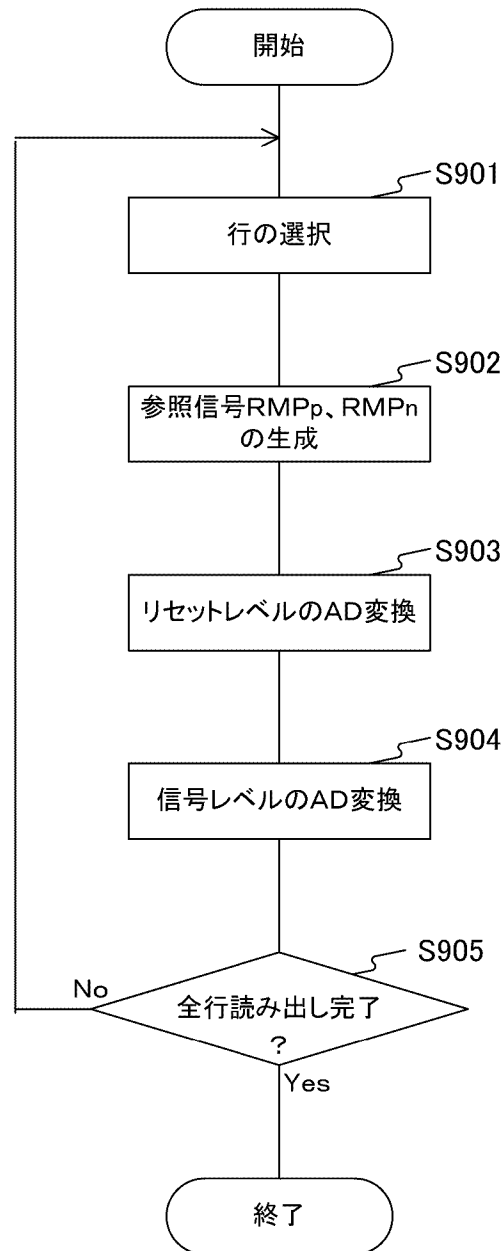 開始
S901
行の選択
S902
参照信号RMPp、RMPn
の生成
S903
リセットレベルのAD変換
S904
信号レベルのAD変換
S905
No
全行読み出し完了
?
Yes
終了